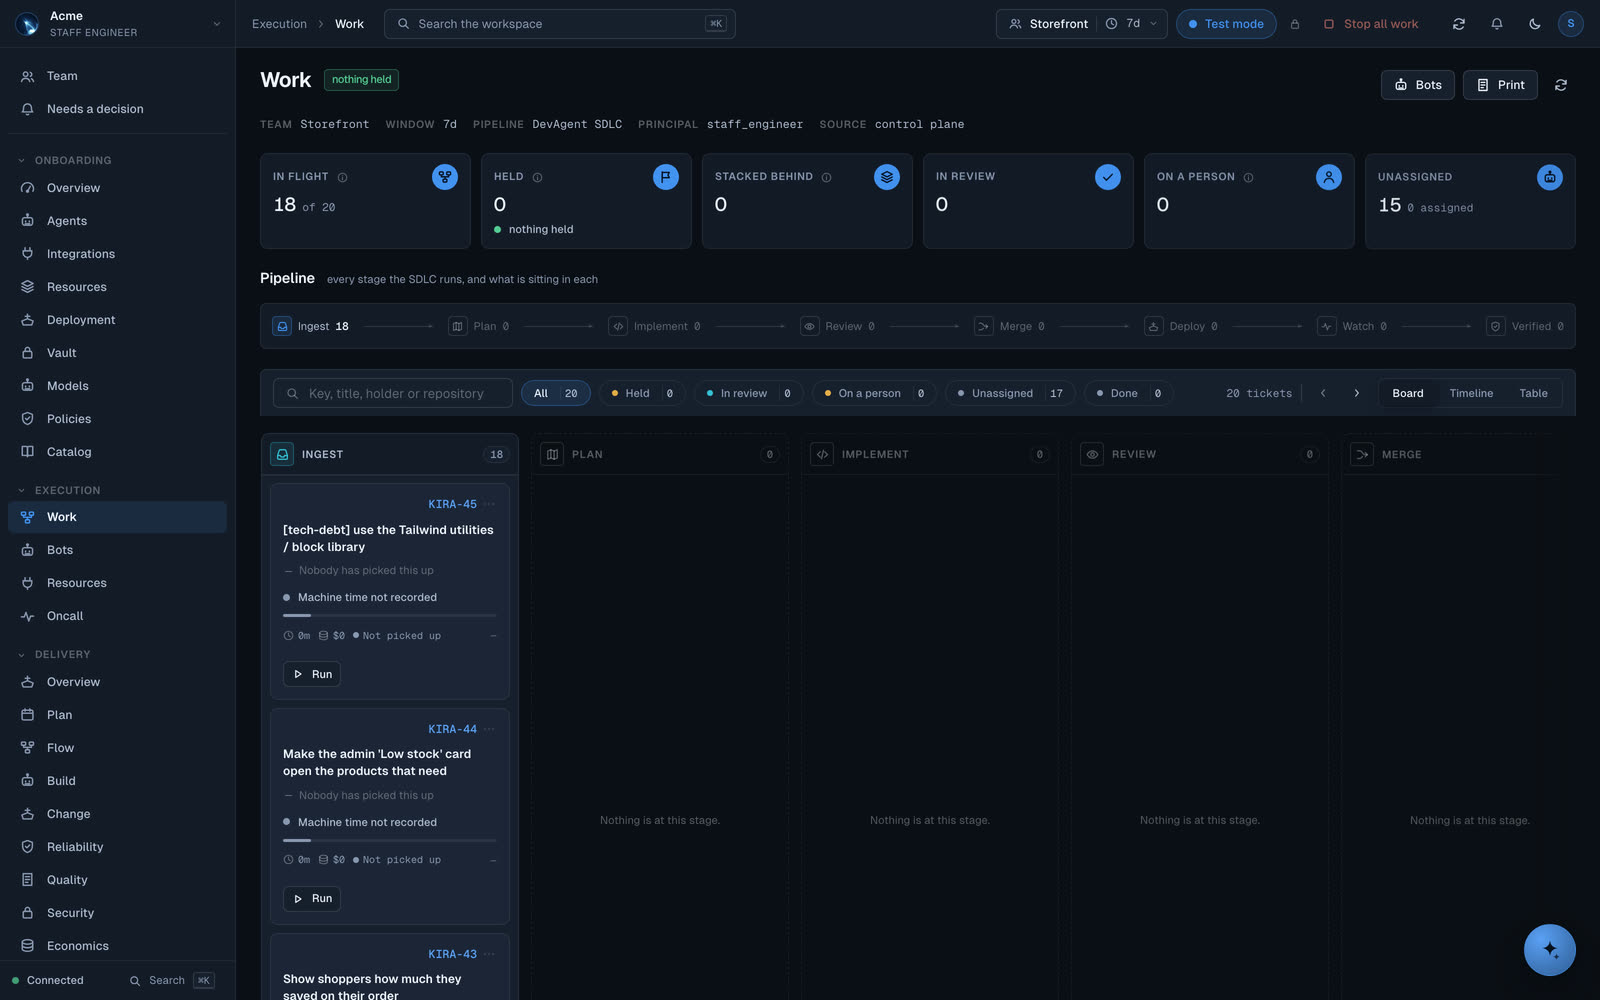 Acme
STAFF ENGINEER
Execution
Work
Search the workspace
⌘K
Storefront
7d
Test mode
Stop all work
S
Team
Needs a decision
ONBOARDING
Overview
Agents
Integrations
Resources
Deployment
Vault
Models
Policies
Catalog
EXECUTION
Work
Bots
Resources
Oncall
DELIVERY
Overview
Plan
Flow
Build
Change
Reliability
Quality
Security
Economics
Connected
Search
⌘K
Work
nothing held
Bots
Print
TEAM Storefront WINDOW 7d PIPELINE DevAgent SDLC PRINCIPAL staff_engineer SOURCE control plane
IN FLIGHT
18 of 20
HELD
0
nothing held
STACKED BEHIND
0
IN REVIEW
0
ON A PERSON
0
UNASSIGNED
15 0 assigned
Pipeline every stage the SDLC runs, and what is sitting in each
Ingest 18
Plan 0
Implement 0
Review 0
Merge 0
Deploy 0
Watch 0
Verified 0
Key, title, holder or repository
All 20
Held 0
In review 0
On a person 0
Unassigned 17
Done 0
20 tickets
Board
Timeline
Table
INGEST 18
PLAN 0
IMPLEMENT 0
REVIEW 0
MERGE
KIRA-45 ...
[tech-debt] use the Tailwind utilities
/ block library
— Nobody has picked this up
Machine time not recorded
0m $0 Not picked up —
Run
KIRA-44 ...
Make the admin 'Low stock' card
open the products that need
— Nobody has picked this up
Machine time not recorded
0m $0 Not picked up —
Run
KIRA-43 ...
Show shoppers how much they
saved on their order
Nothing is at this stage.
Nothing is at this stage.
Nothing is at this stage.
Nothing is at this stage.